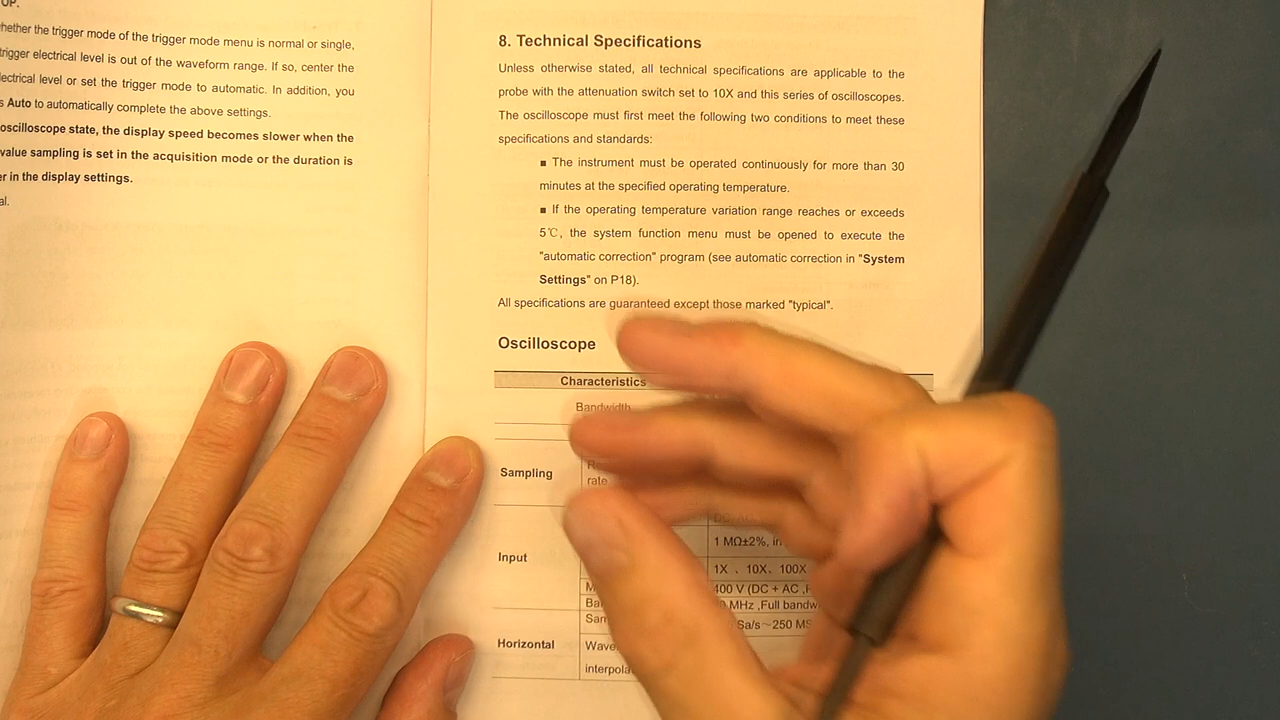 UP.
whether the trigger mode of the trigger mode menu is normal or single,
trigger electrical level is out of the waveform range. If so, center the
electrical level or set the trigger mode to automatic. In addition, you
s Auto to automatically complete the above settings.
oscilloscope state, the display speed becomes slower when the
value sampling is set in the acquisition mode or the duration is
er in the display settings.
al.
8. Technical Specifications
Unless otherwise stated, all technical specifications are applicable to the
probe with the attenuation switch set to 10X and this series of oscilloscopes.
The oscilloscope must first meet the following two conditions to meet these
specifications and standards:
■ The instrument must be operated continuously for more than 30
minutes at the specified operating temperature.
■ If the operating temperature variation range reaches or exceeds
5℃, the system function menu must be opened to execute the
"automatic correction" program (see automatic correction in "System
Settings" on P18).
All specifications are guaranteed except those marked "typical".
Oscilloscope
Characteristics
Bandwidth
Sampling
rate
Input
1 MΩ±2%, in
1X 、 10X、 100X
400 V (DC + AC ,
MHz ,Full bandw
Horizontal
Sa/s～250 MS
Wave
interpola